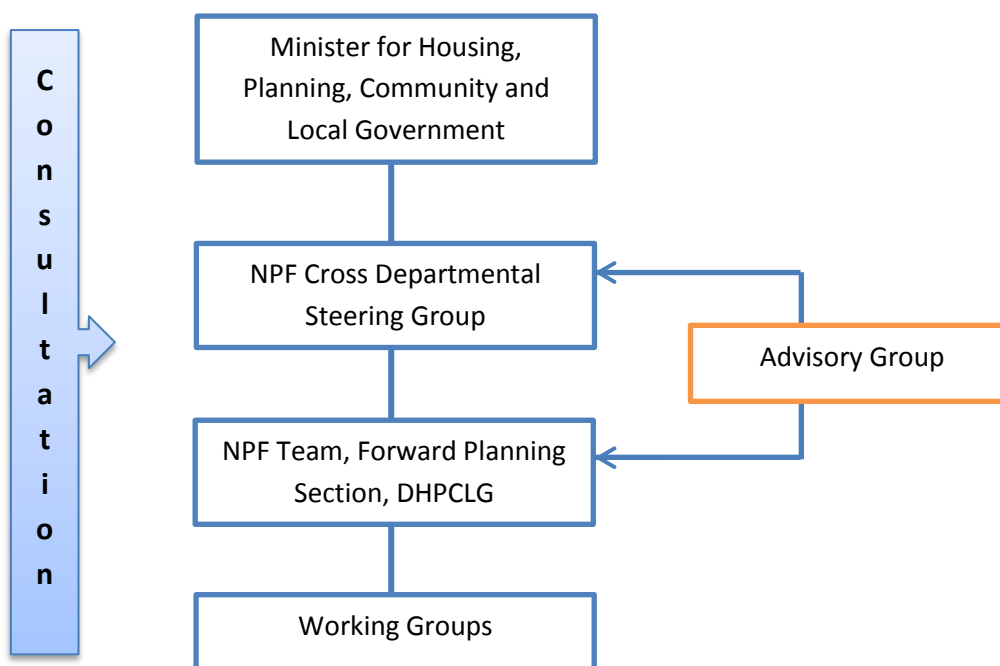 Consultation
Minister for Housing,
Planning, Community and
Local Government
NPF Cross Departmental
Steering Group
Advisory Group
NPF Team, Forward Planning
Section, DHPCLG
Working Groups